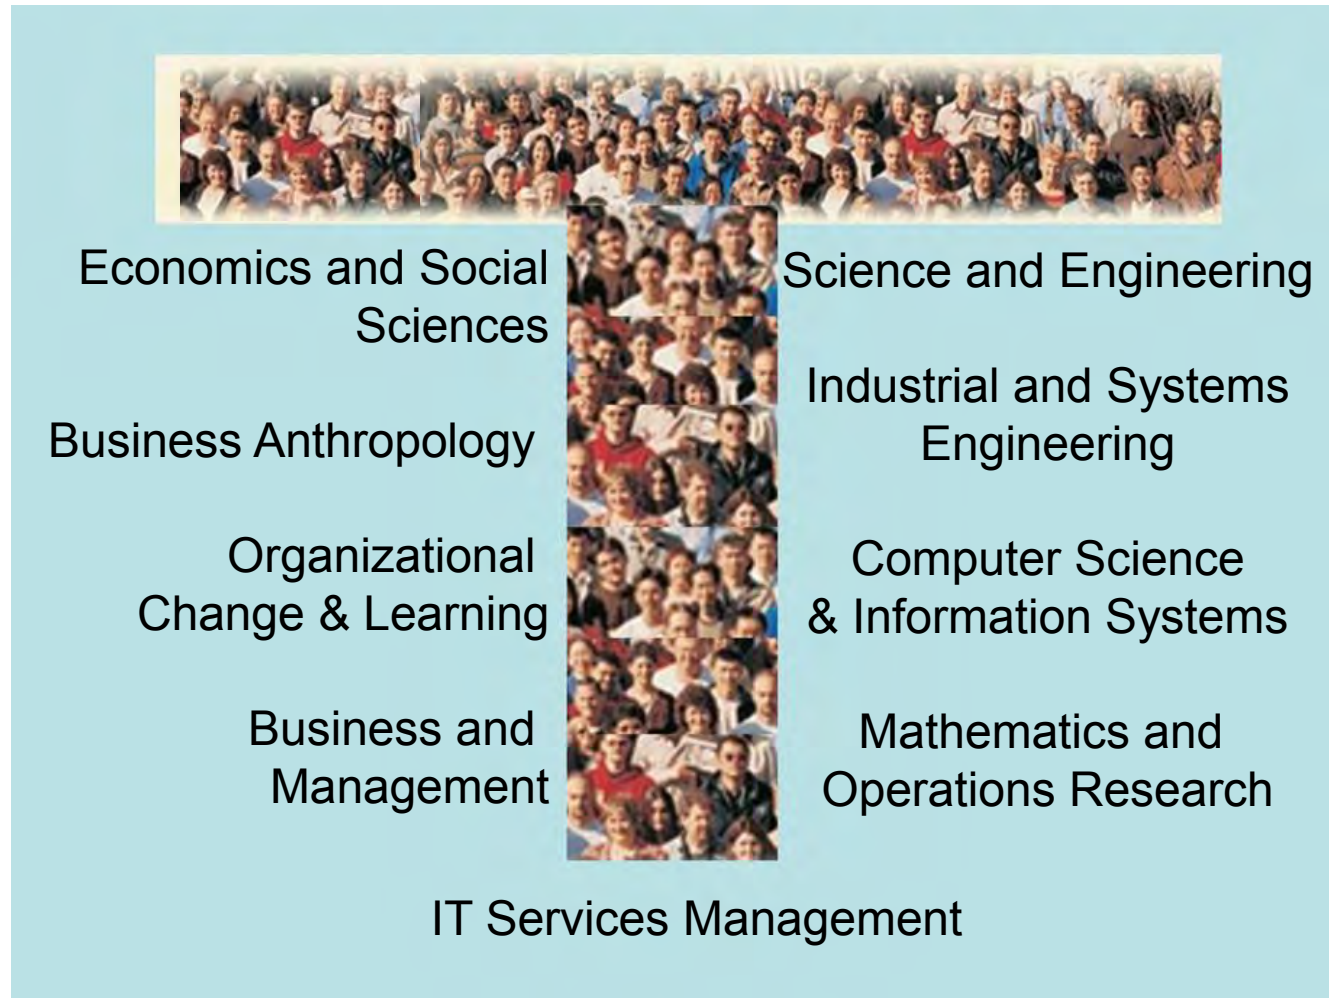 Economics and Social
Sciences
Business Anthropology
Organizational
Change & Learning
Business and
Management
Science and Engineering
Industrial and Systems
Engineering
Computer Science
& Information Systems
Mathematics and
Operations Research
IT Services Management